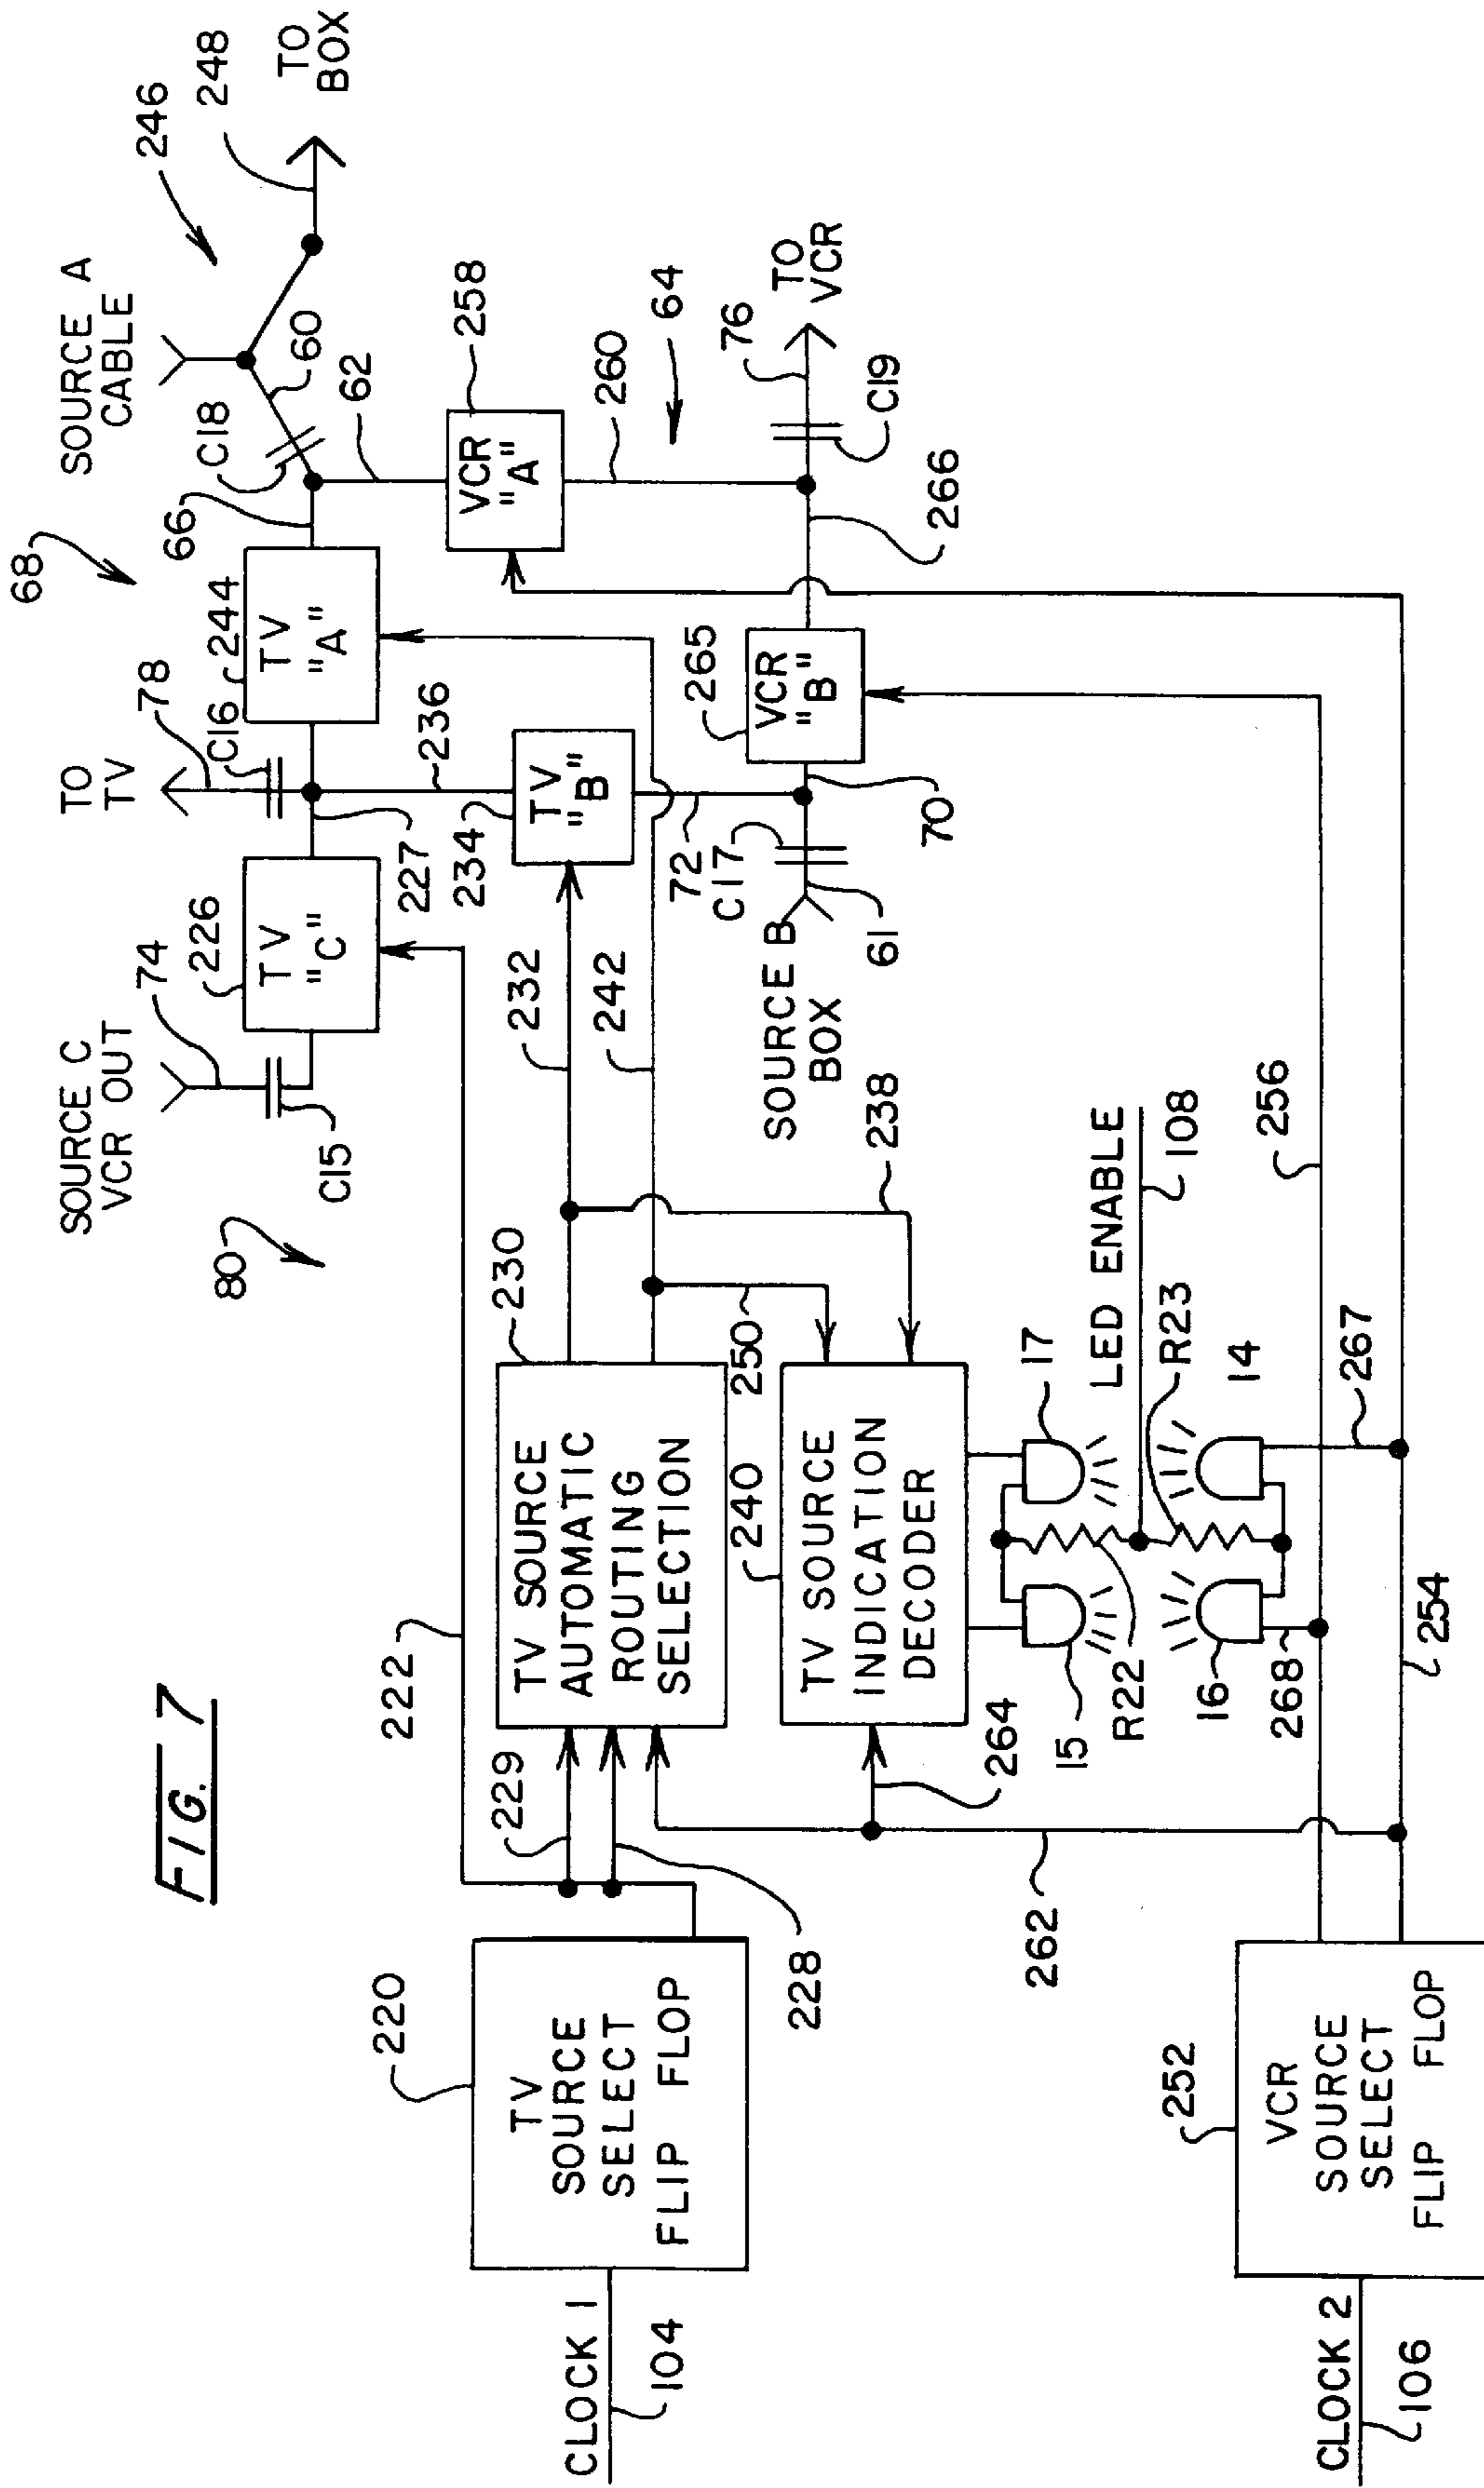 FIG. 7
CLOCK 1
104
220
TV
SOURCE
SELECT
FLIP FLOP
222
229
228
230
TV SOURCE
AUTOMATIC
ROUTING
SELECTION
232
242
250
238
240
TV SOURCE
INDICATION
DECODER
264
262
15
17
R22
R23
LED ENABLE
108
16
14
268
267
254
256
CLOCK 2
106
252
VCR
SOURCE
SELECT
FLIP FLOP
80
SOURCE C
VCR OUT
74
C15
226
TV
"C"
227
TO
TV
78
C16
236
234
TV
"B"
72
C17
61
70
SOURCE B
BOX
68
244
TV
"A"
66
C18
60
62
SOURCE A
CABLE
246
248
TO
BOX
258
VCR
"A"
260
64
265
VCR
"B"
266
76
C19
TO
VCR